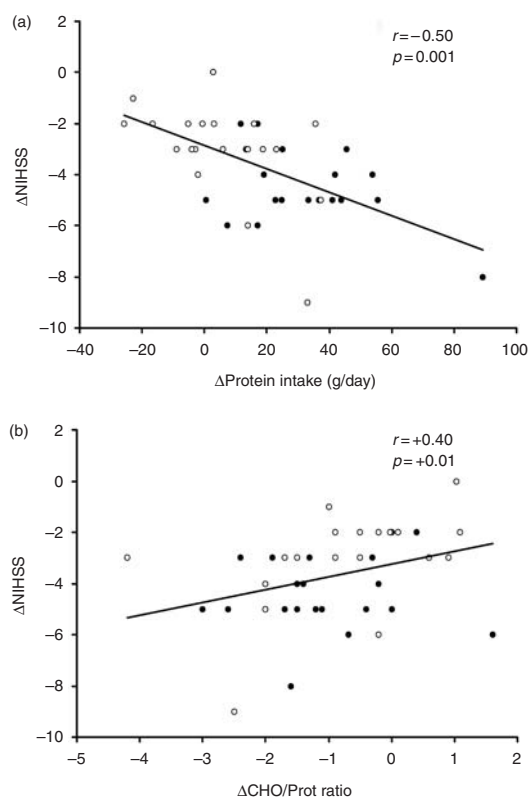 (a)
r=−0.50
p=0.001
2
0
−2
−4
−6
−8
−10
ΔNIHSS
−40 −20 0 20 40 60 80 100
ΔProtein intake (g/day)
(b)
r=+0.40
p=+0.01
2
0
−2
−4
−6
−8
−10
ΔNIHSS
−5 −4 −3 −2 −1 0 1 2
ΔCHO/Prot ratio